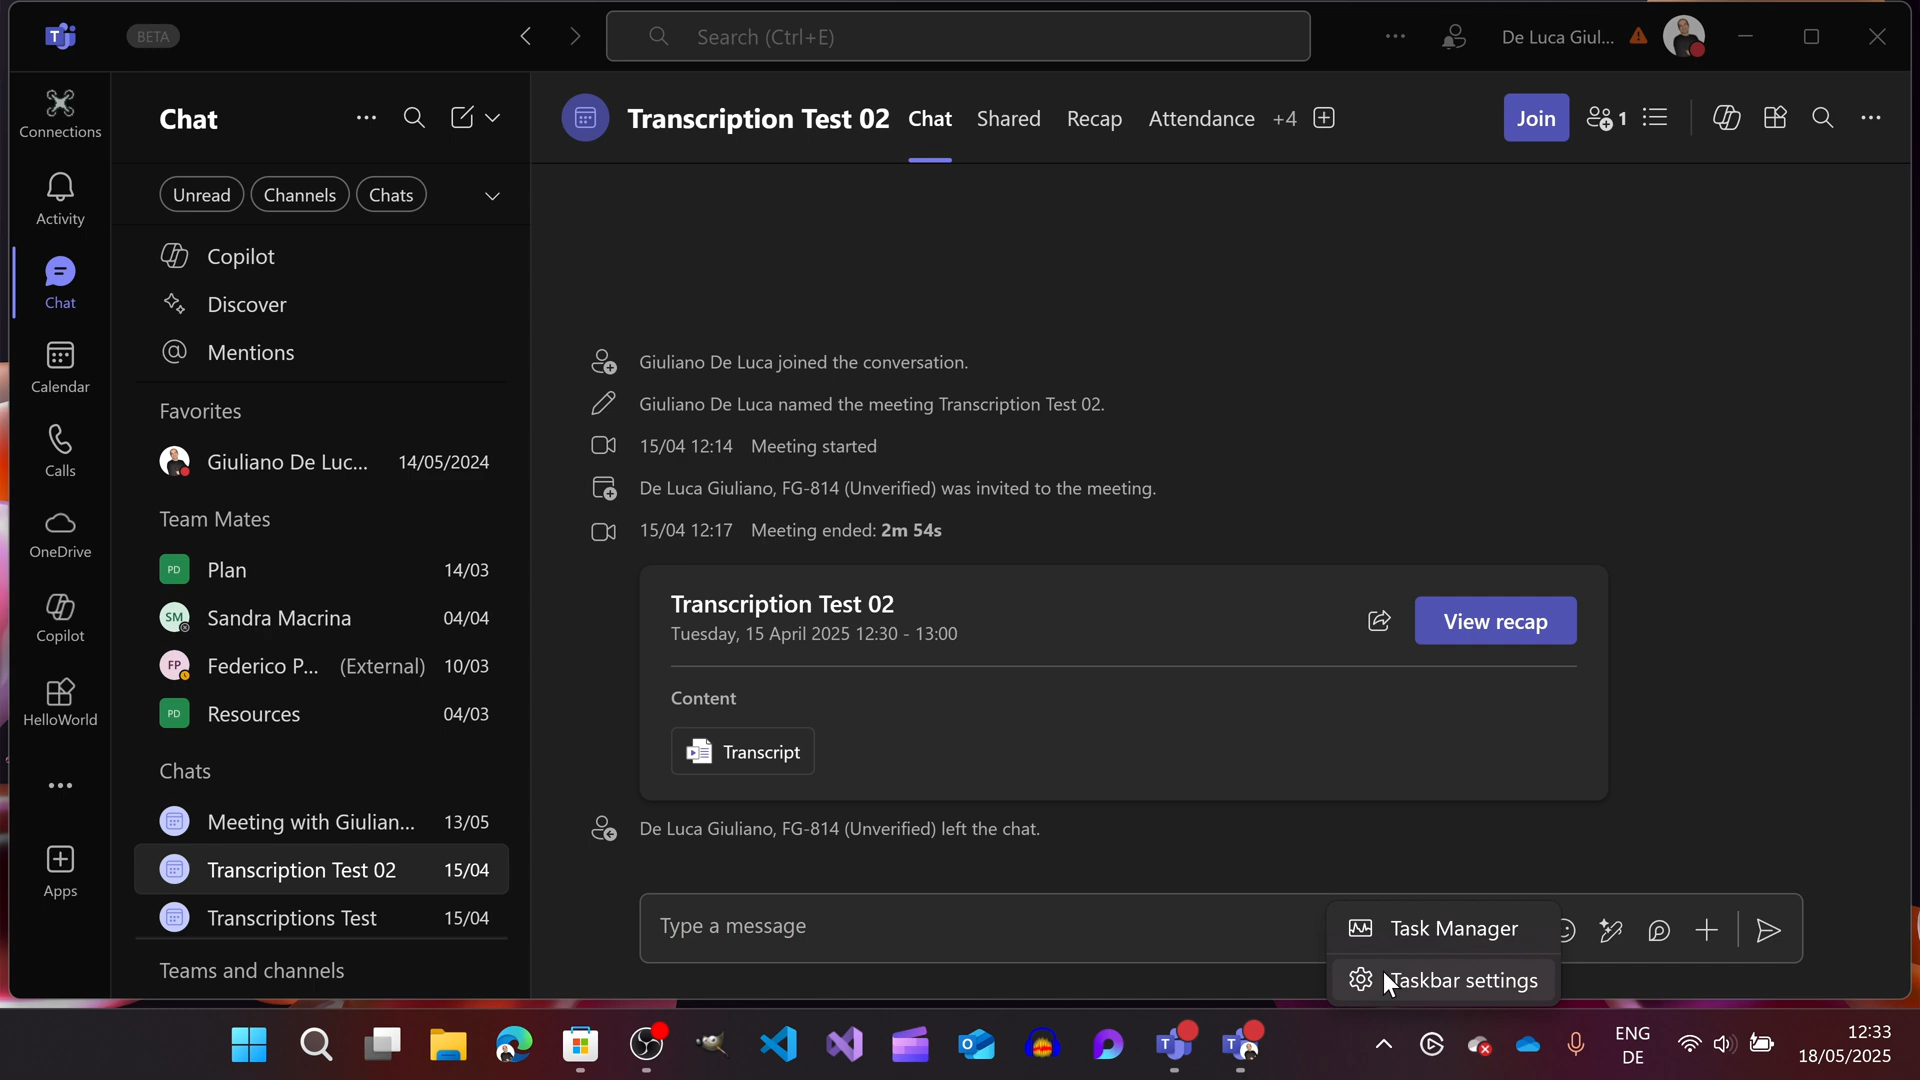 BETA
Search (Ctrl+E)
De Luca Giul...
Connections
Activity
Chat
Calendar
Calls
OneDrive
Copilot
HelloWorld
Apps
Chat
Unread
Channels
Chats
Copilot
Discover
Mentions
Favorites
Giuliano De Luc... 14/05/2024
Team Mates
PD Plan 14/03
SM Sandra Macrina 04/04
FP Federico P... (External) 10/03
PD Resources 04/03
Chats
Meeting with Giulian... 13/05
Transcription Test 02 15/04
Transcriptions Test 15/04
Teams and channels
Transcription Test 02 Chat Shared Recap Attendance +4
Join 1
Giuliano De Luca joined the conversation.
Giuliano De Luca named the meeting Transcription Test 02.
15/04 12:14 Meeting started
De Luca Giuliano, FG-814 (Unverified) was invited to the meeting.
15/04 12:17 Meeting ended: 2m 54s
Transcription Test 02
Tuesday, 15 April 2025 12:30 - 13:00
View recap
Content
Transcript
De Luca Giuliano, FG-814 (Unverified) left the chat.
Type a message
Task Manager
Taskbar settings
ENG
DE
12:33
18/05/2025